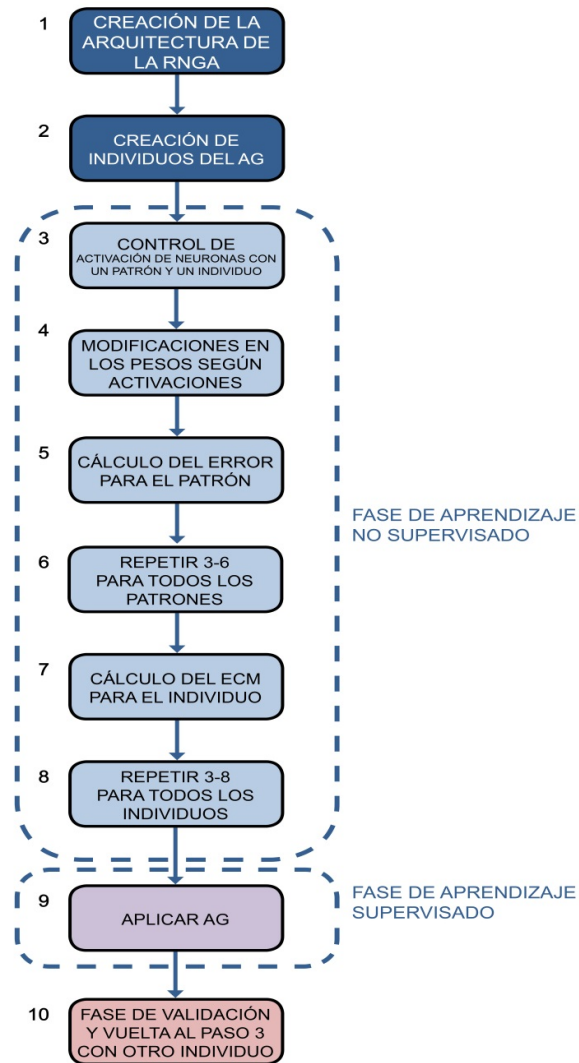 1
CREACIÓN DE LA
ARQUITECTURA DE
LA RNGA
2
CREACIÓN DE
INDIVIDUOS DEL AG
3
CONTROL DE
ACTIVACIÓN DE NEURONAS CON
UN PATRÓN Y UN INDIVIDUO
4
MODIFICACIONES EN
LOS PESOS SEGÚN
ACTIVACIONES
5
CÁLCULO DEL ERROR
PARA EL PATRÓN
FASE DE APRENDIZAJE
NO SUPERVISADO
6
REPETIR 3-6
PARA TODOS LOS
PATRONES
7
CÁLCULO DEL ECM
PARA EL INDIVIDUO
8
REPETIR 3-8
PARA TODOS LOS
INDIVIDUOS
9
APLICAR AG
FASE DE APRENDIZAJE
SUPERVISADO
10
FASE DE VALIDACIÓN
Y VUELTA AL PASO 3
CON OTRO INDIVIDUO